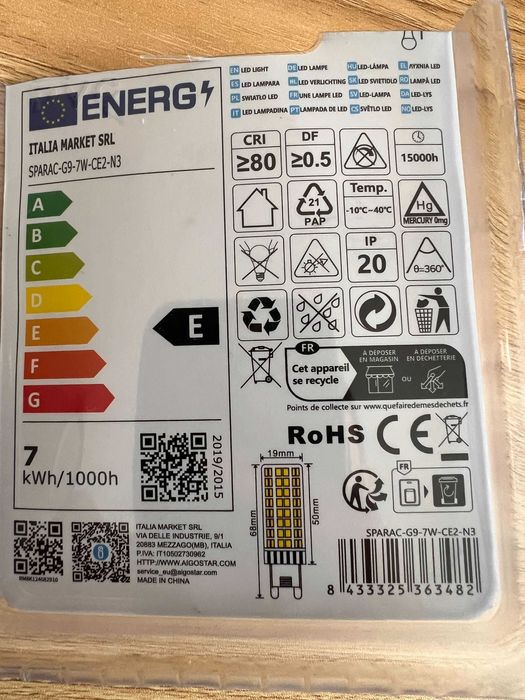 ENERG
ITALIA MARKET SRL
SPARAC-G9-7W-CE2-N3
A
B
C
D
E
F
G
E
7
kWh/1000h
2019/2015
EN LED LIGHT
DE LED LAMPE
HU LED-LÁMPA
EL ΛΥΧΝΙΑ LED
ES LED LAMPARA
NL LED VERLICHTING
SK LED SVIETIDLO
RO LAMPĂ LED
PL SWIATLO LED
FR UNE LAMPE LED
SV LED-LAMPA
DA LED-LYS
IT LED LAMPADINA
PT LAMPADA DE LED
CS SVĚTLO LED
NO LED-LYS
CRI
≥80
DF
≥0.5
15000h
21
PAP
Temp.
-10℃~40℃
Hg
MERCURY 0mg
IP
20
θ=360°
FR
Cet appareil
se recycle
À DÉPOSER
EN MAGASIN
OU
À DÉPOSER
EN DÉCHÈTERIE
Points de collecte sur www.quefairedemesdechets.fr
RoHS CE
19mm
68mm
50mm
FR
SPARAC-G9-7W-CE2-N3
8 433325 363482
ITALIA MARKET SRL
VIA DELLE INDUSTRIE, 9/1
20883 MEZZAGO(MB), ITALIA
P.IVA: IT10502730962
HTTP://WWW.AIGOSTAR.COM
service_eu@aigostar.com
MADE IN CHINA